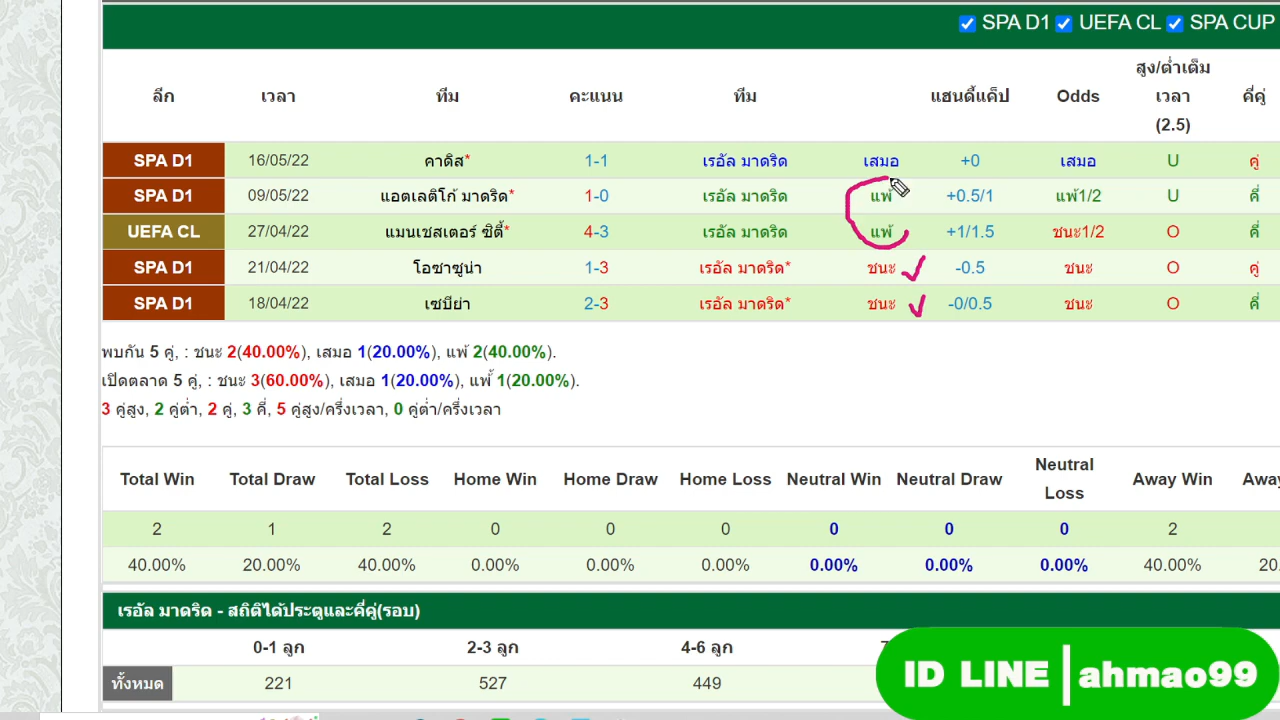 SPA D1 UEFA CL SPA CUP
ลีก เวลา ทีม คะแนน ทีม แฮนดี้แค็ป Odds สูง/ต่ำเต็มเวลา (2.5) คี่คู่
SPA D1 16/05/22 คาดิส* 1-1 เรอัล มาดริด เสมอ +0 เสมอ U คู่
SPA D1 09/05/22 แอตเลติโก้ มาดริด* 1-0 เรอัล มาดริด แพ้ +0.5/1 แพ้1/2 U คี่
UEFA CL 27/04/22 แมนเชสเตอร์ ซิตี้* 4-3 เรอัล มาดริด แพ้ +1/1.5 ชนะ1/2 O คี่
SPA D1 21/04/22 โอซาซูน่า 1-3 เรอัล มาดริด* ชนะ -0.5 ชนะ O คู่
SPA D1 18/04/22 เซบีย่า 2-3 เรอัล มาดริด* ชนะ -0/0.5 ชนะ O คี่
พบกัน 5 คู่, : ชนะ 2(40.00%), เสมอ 1(20.00%), แพ้ 2(40.00%).
เปิดตลาด 5 คู่, : ชนะ 3(60.00%), เสมอ 1(20.00%), แพ้ 1(20.00%).
3 คู่สูง, 2 คู่ต่ำ, 2 คู่, 3 คี่, 5 คู่สูง/ครึ่งเวลา, 0 คู่ต่ำ/ครึ่งเวลา
Total Win Total Draw Total Loss Home Win Home Draw Home Loss Neutral Win Neutral Draw Neutral Loss Away Win Away
2 1 2 0 0 0 0 0 0 2
40.00% 20.00% 40.00% 0.00% 0.00% 0.00% 0.00% 0.00% 0.00% 40.00% 20
เรอัล มาดริด - สถิติได้ประตูและคี่คู่(รอบ)
0-1 ลูก 2-3 ลูก 4-6 ลูก
ทั้งหมด 221 527 449
ID LINE | ahmao99